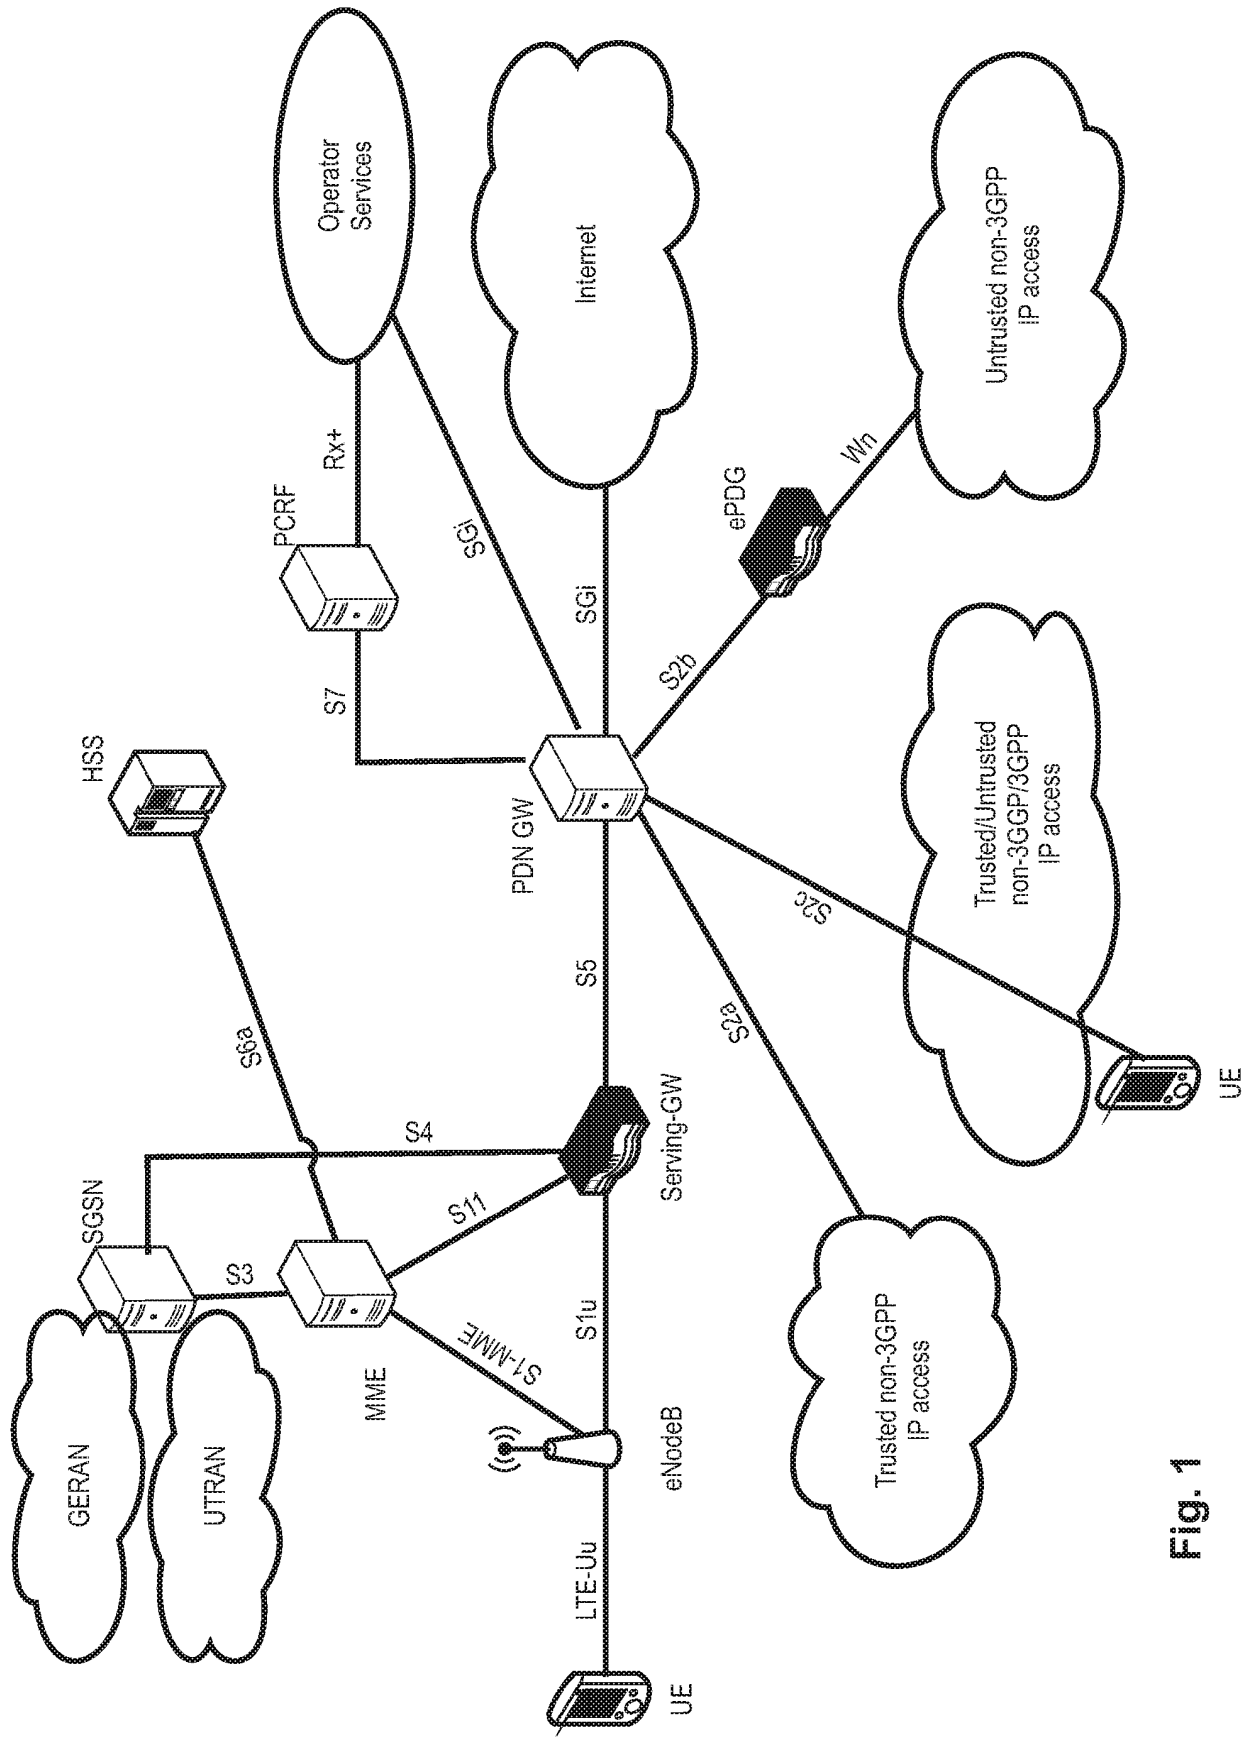 GERAN
SGSN
HSS
UTRAN
S3
S6a
S4
MME
S11
S7
PCRF
Rx+
Operator
Services
S1-MME
SGi
PDN GW
LTE-Uu
S1u
S5
SGi
Internet
UE
eNodeB
Serving-GW
S2b
ePDG
S2a
S2c
Wn
Trusted non-3GPP
IP access
Trusted/Untrusted
non-3GGP/3GPP
IP access
Untrusted non-3GPP
IP access
UE
Fig. 1